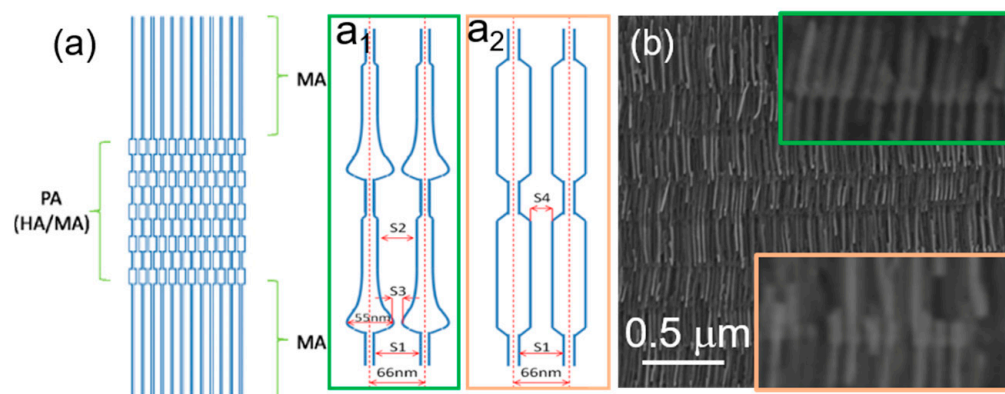 (a)
MA
PA
(HA/MA)
MA
a1
S2
S3
55nm
S1
66nm
a2
S4
S1
66nm
(b)
0.5 μm